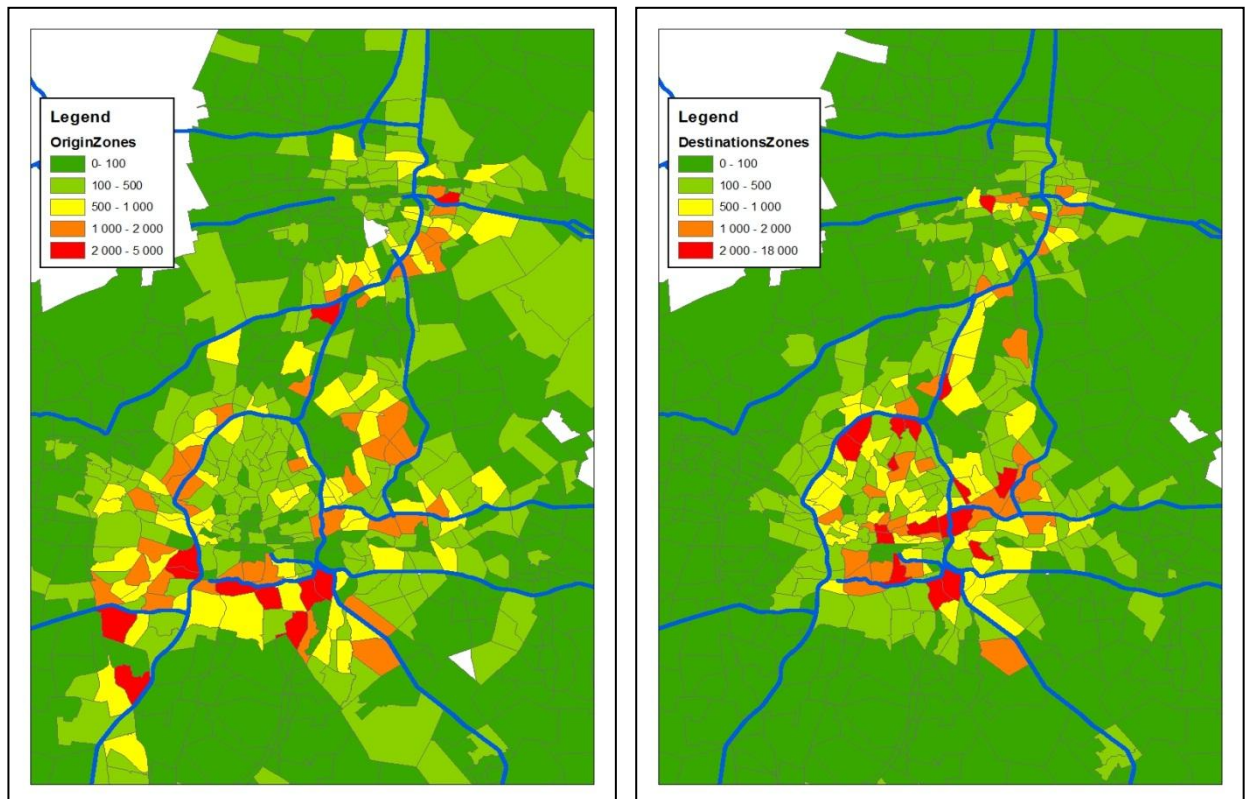 Legend
OriginZones
0- 100
100 - 500
500 - 1 000
1 000 - 2 000
2 000 - 5 000
Legend
DestinationsZones
0 - 100
100 - 500
500 - 1 000
1 000 - 2 000
2 000 - 18 000